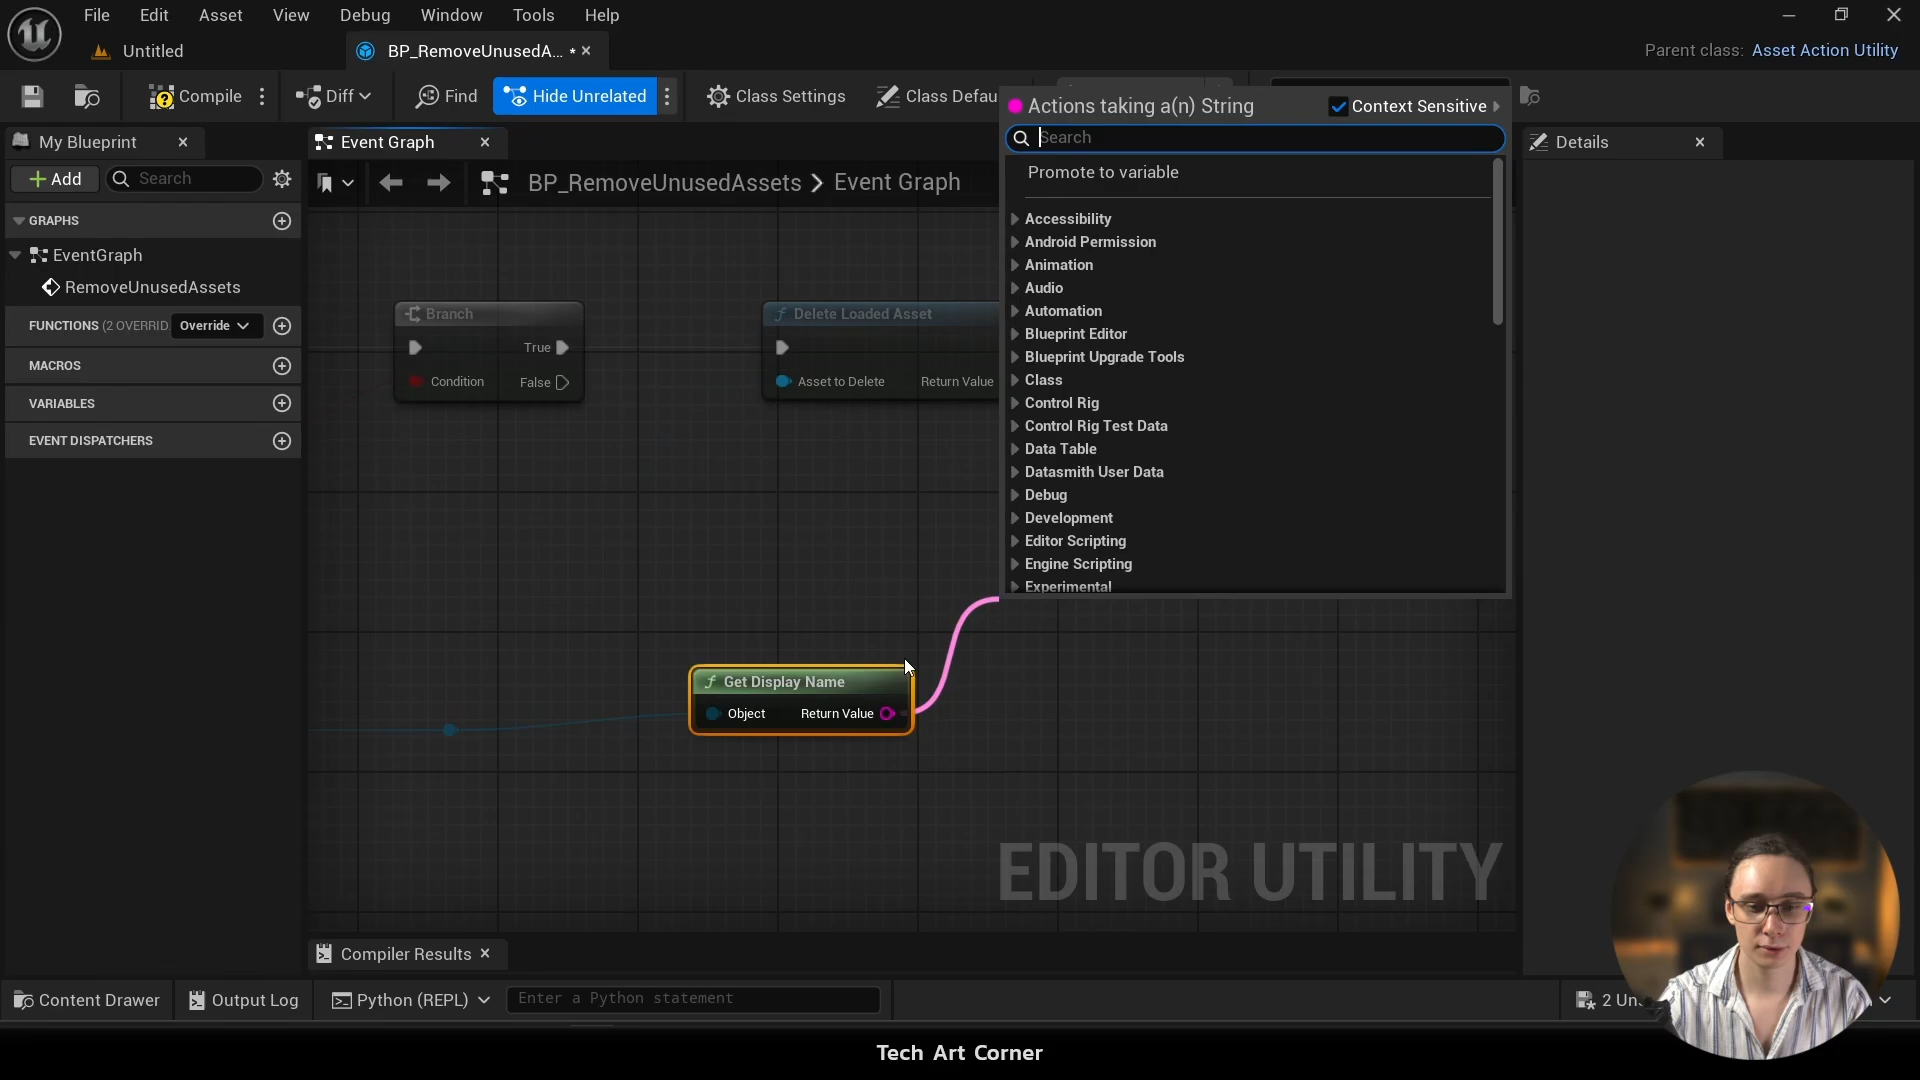 File Edit Asset View Debug Window Tools Help
Untitled
BP_RemoveUnusedA... *
Parent class: Asset Action Utility
Compile
Diff
Find
Hide Unrelated
Class Settings
Class Defau
My Blueprint
Add
Search
GRAPHS
EventGraph
RemoveUnusedAssets
FUNCTIONS (2 OVERRID
Override
MACROS
VARIABLES
EVENT DISPATCHERS
Event Graph
BP_RemoveUnusedAssets > Event Graph
Branch
True
Condition
False
Delete Loaded Asset
Asset to Delete
Return Value
Get Display Name
Object
Return Value
Actions taking a(n) String
Context Sensitive
Search
Promote to variable
Accessibility
Android Permission
Animation
Audio
Automation
Blueprint Editor
Blueprint Upgrade Tools
Class
Control Rig
Control Rig Test Data
Data Table
Datasmith User Data
Debug
Development
Editor Scripting
Engine Scripting
Experimental
Details
EDITOR UTILITY
Compiler Results
Content Drawer
Output Log
Python (REPL)
Enter a Python statement
2 Un
Tech Art Corner